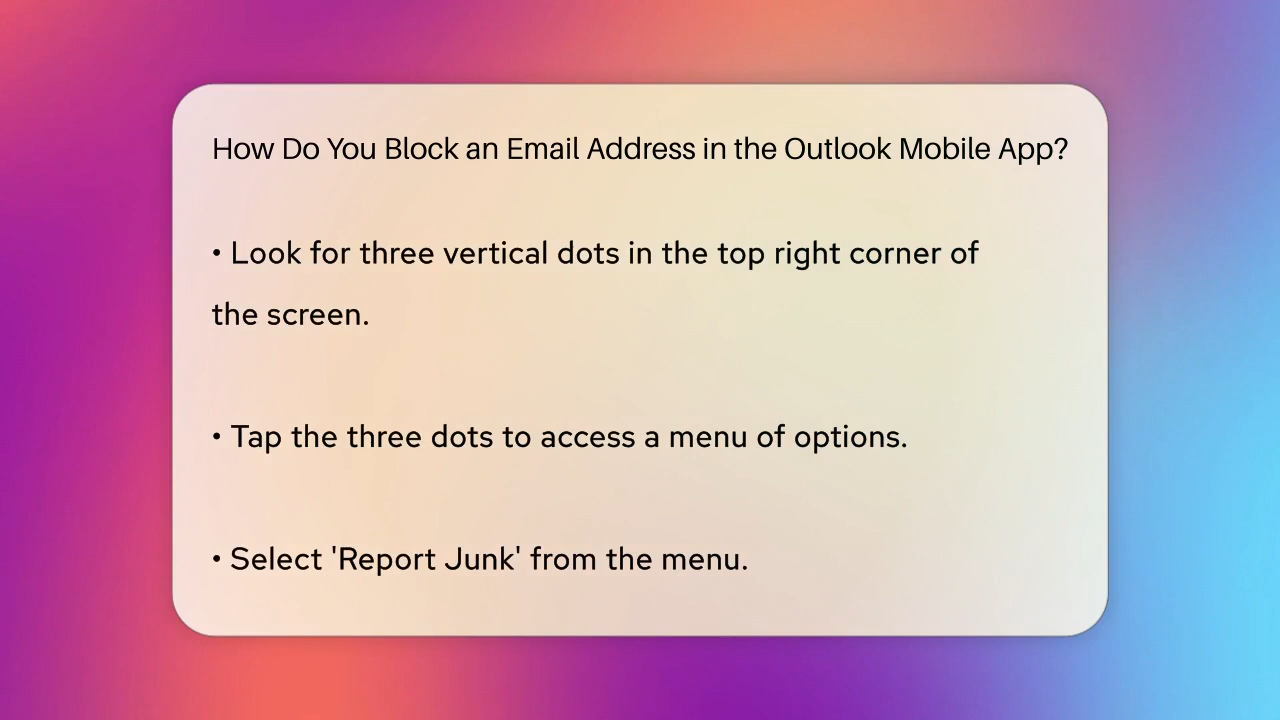 How Do You Block an Email Address in the Outlook Mobile App?
• Look for three vertical dots in the top right corner of
the screen.
• Tap the three dots to access a menu of options.
• Select 'Report Junk' from the menu.